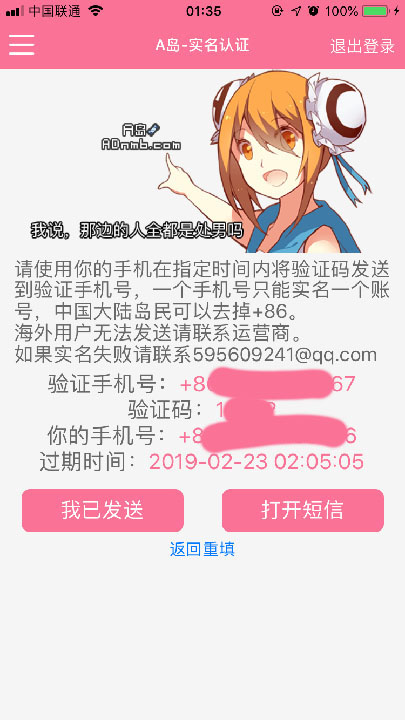 中国联通 01:35 100%
A岛-实名认证 退出登录
A岛
ADnmb.com
我说，那边的人全都是处男吗
请使用你的手机在指定时间内将验证码发送
到验证手机号，一个手机号只能实名一个账
号，中国大陆岛民可以去掉+86。
海外用户无法发送请联系运营商。
如果实名失败请联系595609241@qq.com
验证手机号：+8 67
验证码：1
你的手机号：+8 6
过期时间：2019-02-23 02:05:05
我已发送 打开短信
返回重填